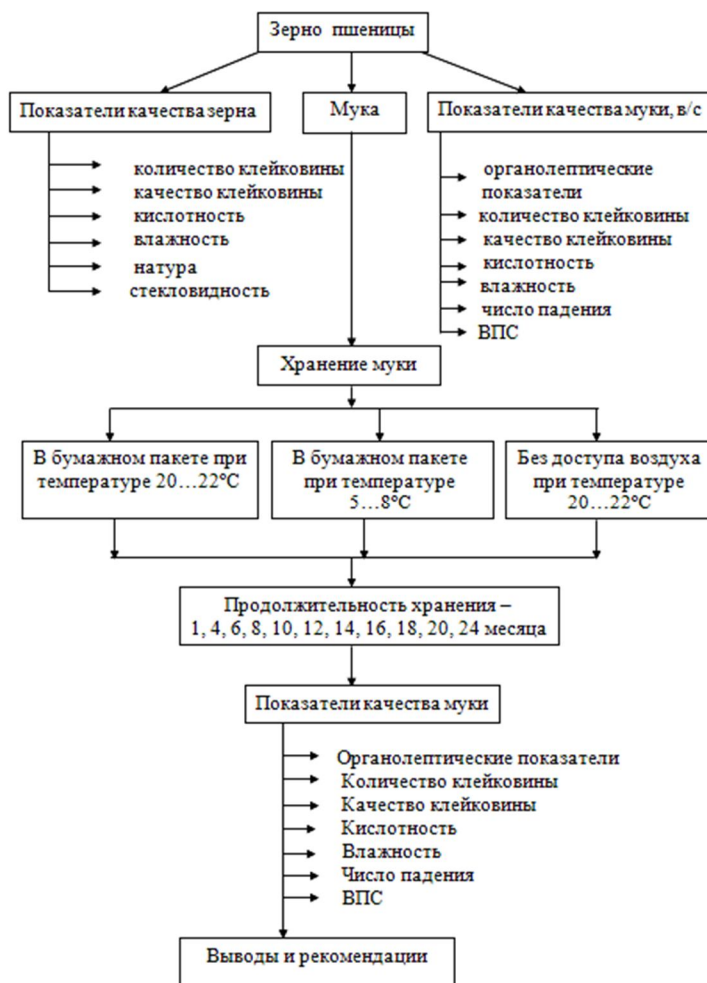 Зерно пшеницы
Показатели качества зерна
Мука
Показатели качества муки, в/с
количество клейковины
качество клейковины
кислотность
влажность
натура
стекловидность
органолептические
показатели
количество клейковины
качество клейковины
кислотность
влажность
число падения
ВПС
Хранение муки
В бумажном пакете при
температуре 20…22°С
В бумажном пакете
при температуре
5…8°С
Без доступа воздуха
при температуре
20…22°С
Продолжительность хранения –
1, 4, 6, 8, 10, 12, 14, 16, 18, 20, 24 месяца
Показатели качества муки
Органолептические показатели
Количество клейковины
Качество клейковины
Кислотность
Влажность
Число падения
ВПС
Выводы и рекомендации